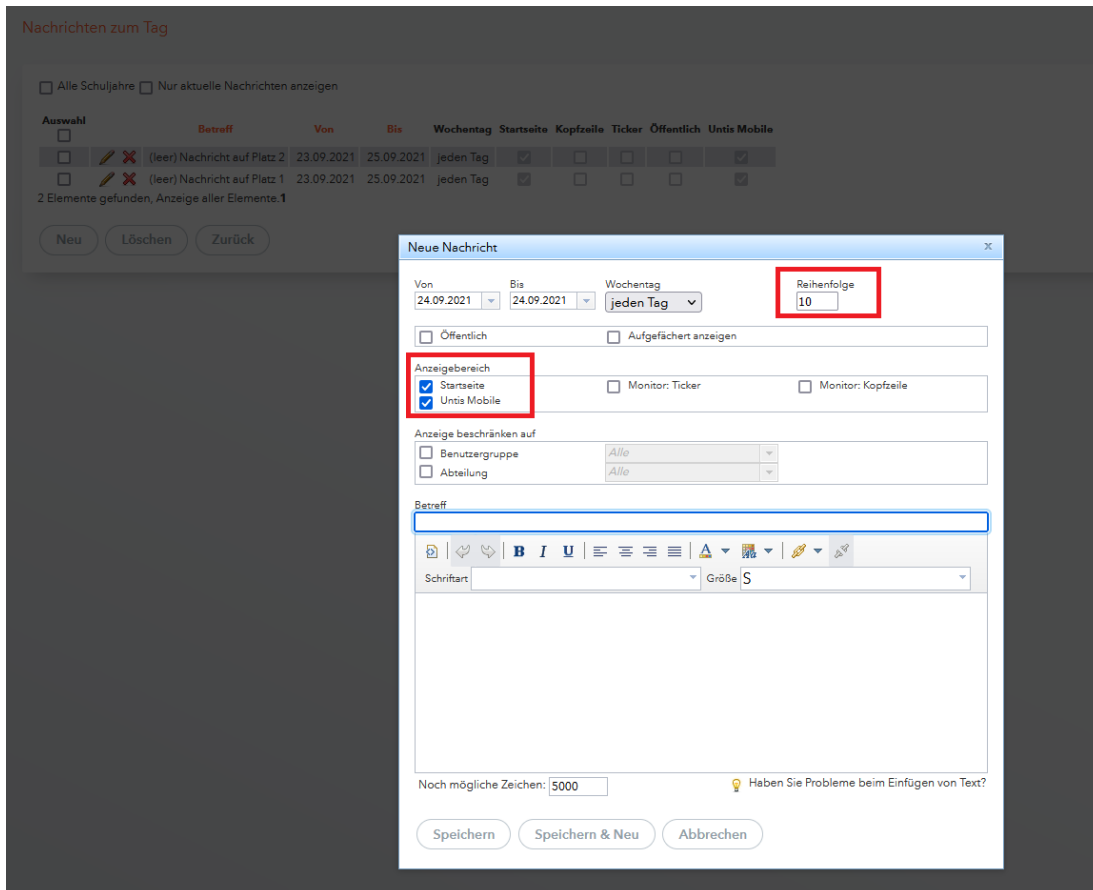 Nachrichten zum Tag
Alle Schuljahre Nur aktuelle Nachrichten anzeigen
Auswahl Betreff Von Bis Wochentag Startseite Kopfzeile Ticker Öffentlich Untis Mobile
(leer) Nachricht auf Platz 2 23.09.2021 25.09.2021 jeden Tag
(leer) Nachricht auf Platz 1 23.09.2021 25.09.2021 jeden Tag
2 Elemente gefunden, Anzeige aller Elemente.1
Neu Löschen Zurück
Neue Nachricht x
Von Bis Wochentag Reihenfolge
24.09.2021 24.09.2021 jeden Tag 10
Öffentlich Aufgefächert anzeigen
Anzeigebereich
Startseite Monitor: Ticker Monitor: Kopfzeile
Untis Mobile
Anzeige beschränken auf
Benutzergruppe Alle
Abteilung Alle
Betreff
B I U A
Schriftart Größe S
Noch mögliche Zeichen: 5000 Haben Sie Probleme beim Einfügen von Text?
Speichern Speichern & Neu Abbrechen